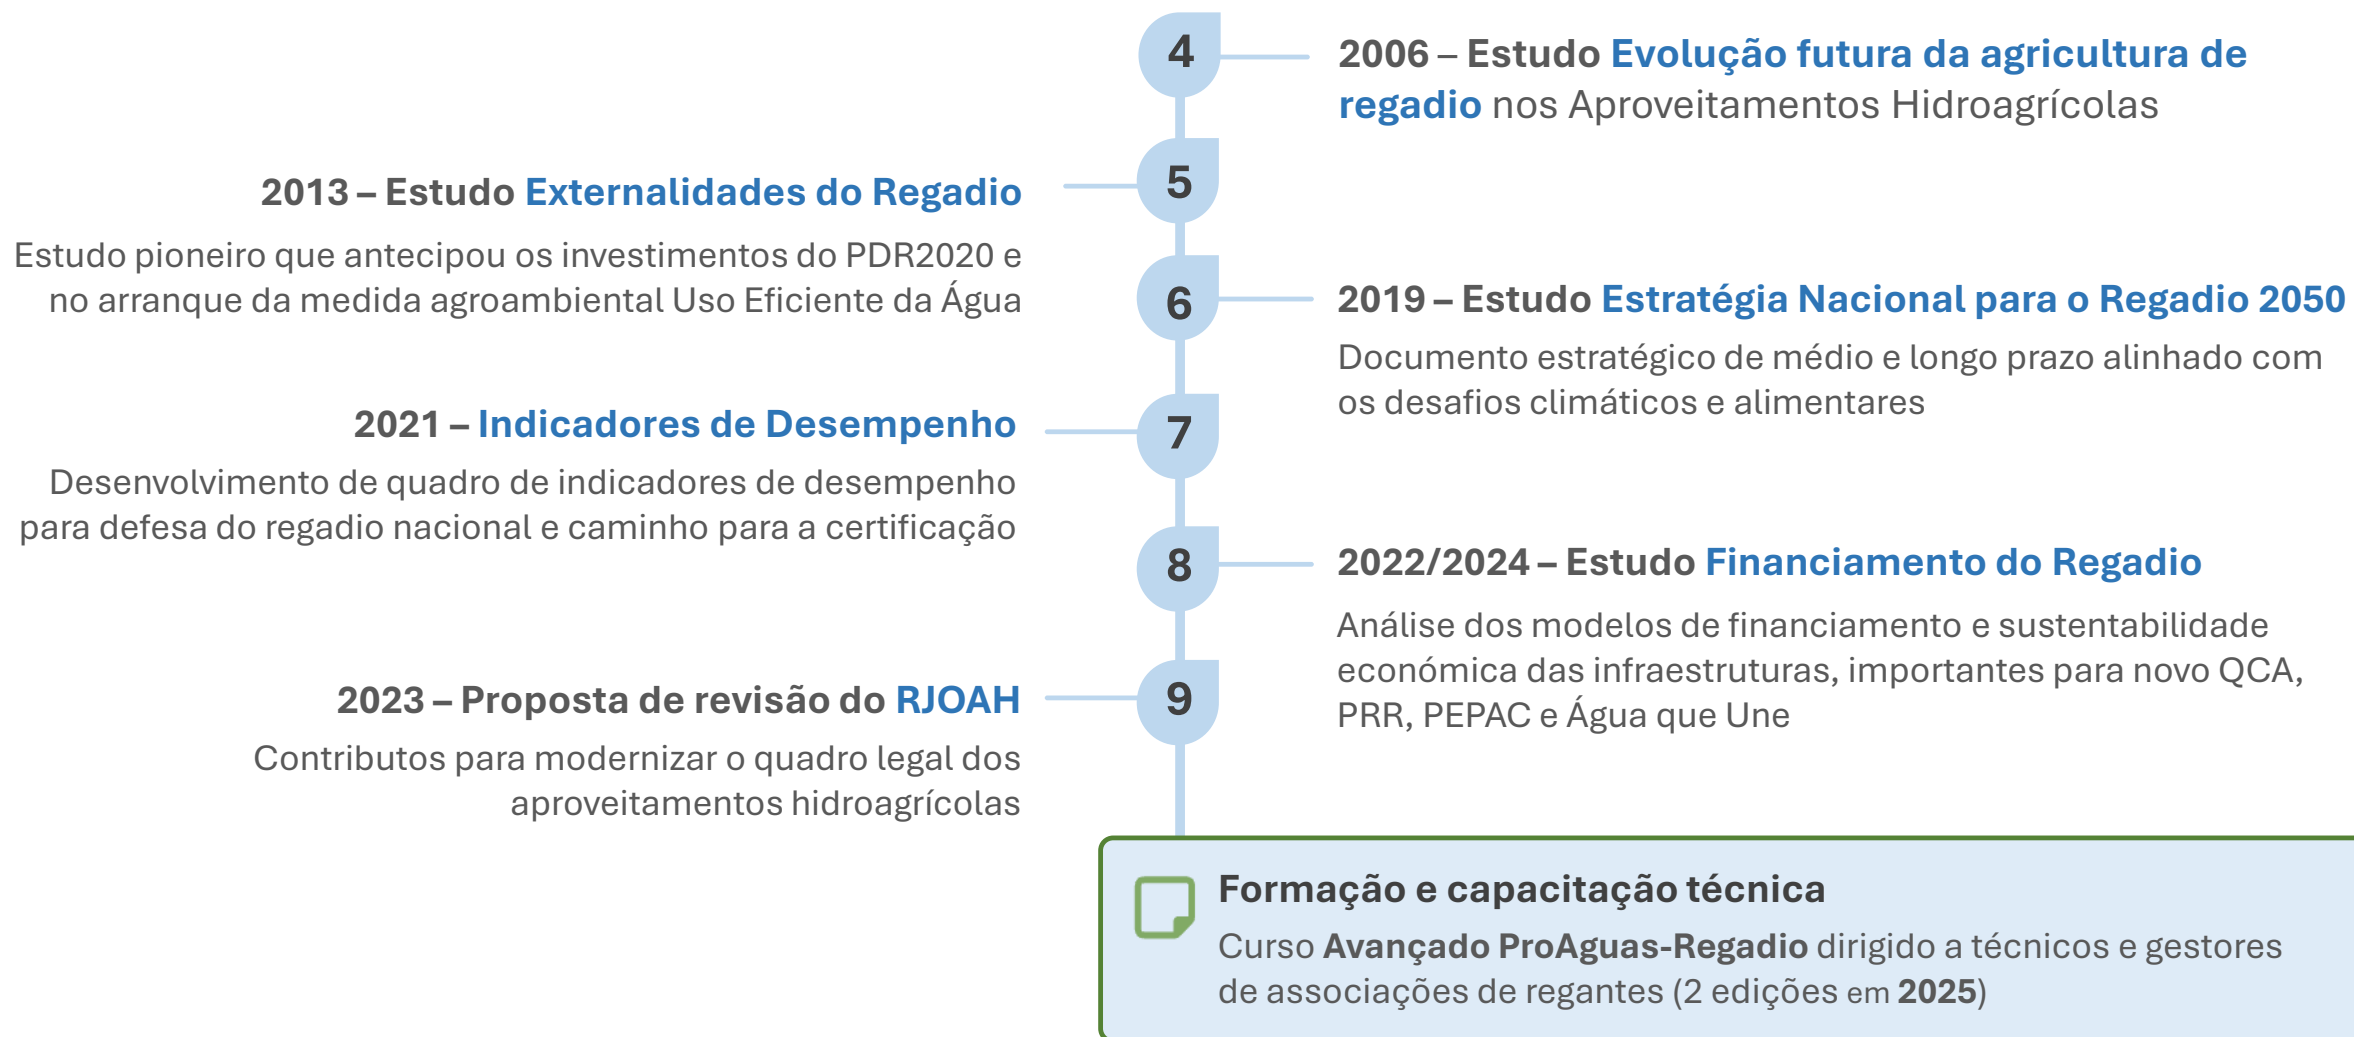 4
2006 – Estudo Evolução futura da agricultura de
regadio nos Aproveitamentos Hidroagrícolas
5
2013 – Estudo Externalidades do Regadio
Estudo pioneiro que antecipou os investimentos do PDR2020 e
no arranque da medida agroambiental Uso Eficiente da Água
6
2019 – Estudo Estratégia Nacional para o Regadio 2050
Documento estratégico de médio e longo prazo alinhado com
os desafios climáticos e alimentares
7
2021 – Indicadores de Desempenho
Desenvolvimento de quadro de indicadores de desempenho
para defesa do regadio nacional e caminho para a certificação
8
2022/2024 – Estudo Financiamento do Regadio
Análise dos modelos de financiamento e sustentabilidade
económica das infraestruturas, importantes para novo QCA,
PRR, PEPAC e Água que Une
9
2023 – Proposta de revisão do RJOAH
Contributos para modernizar o quadro legal dos
aproveitamentos hidroagrícolas
Formação e capacitação técnica
Curso Avançado ProAguas-Regadio dirigido a técnicos e gestores
de associações de regantes (2 edições em 2025)